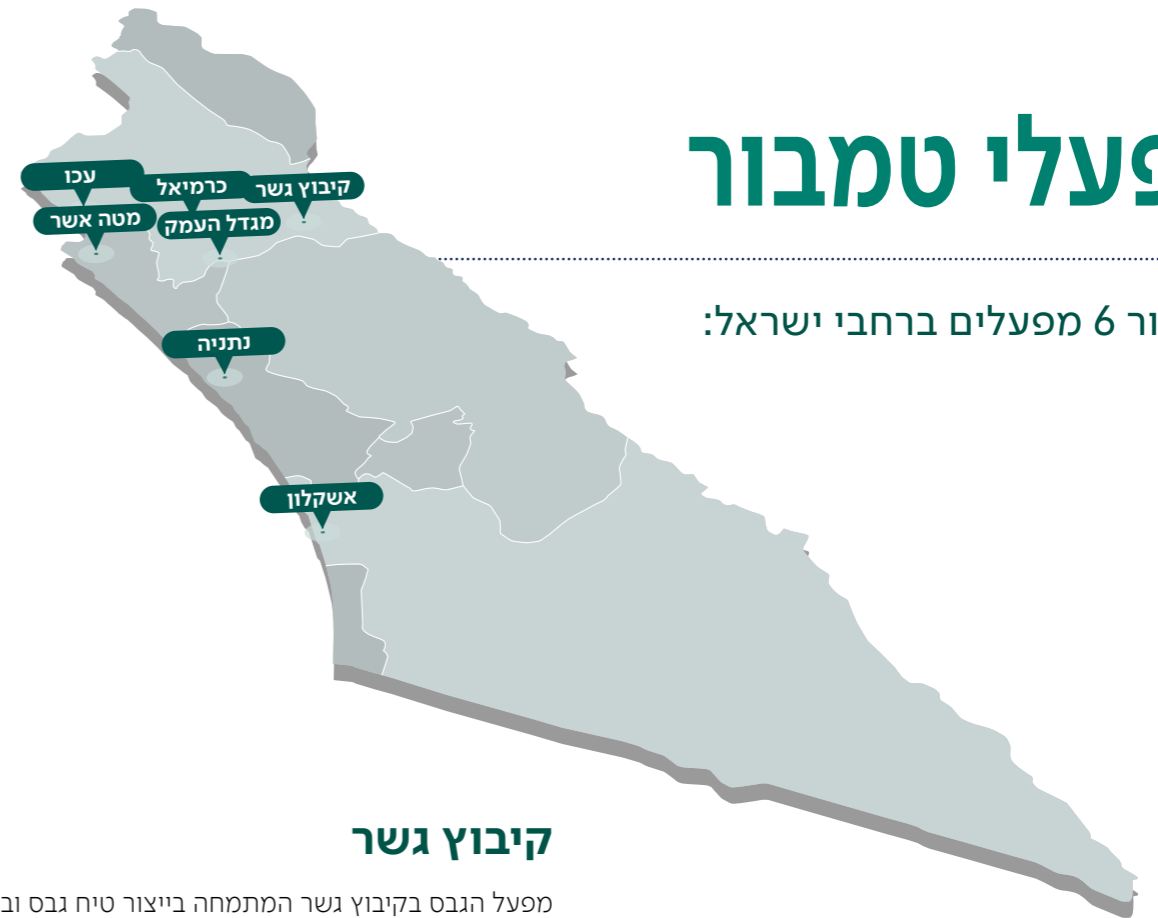 פעלי טמבור
ור 6 מפעלים ברחבי ישראל:
עכו
כרמיאל
קיבוץ גשר
מטה אשר
מגדל העמק
נתניה
אשקלון
קיבוץ גשר
מפעל הגבס בקיבוץ גשר המתמחה בייצור טיח גבס וב